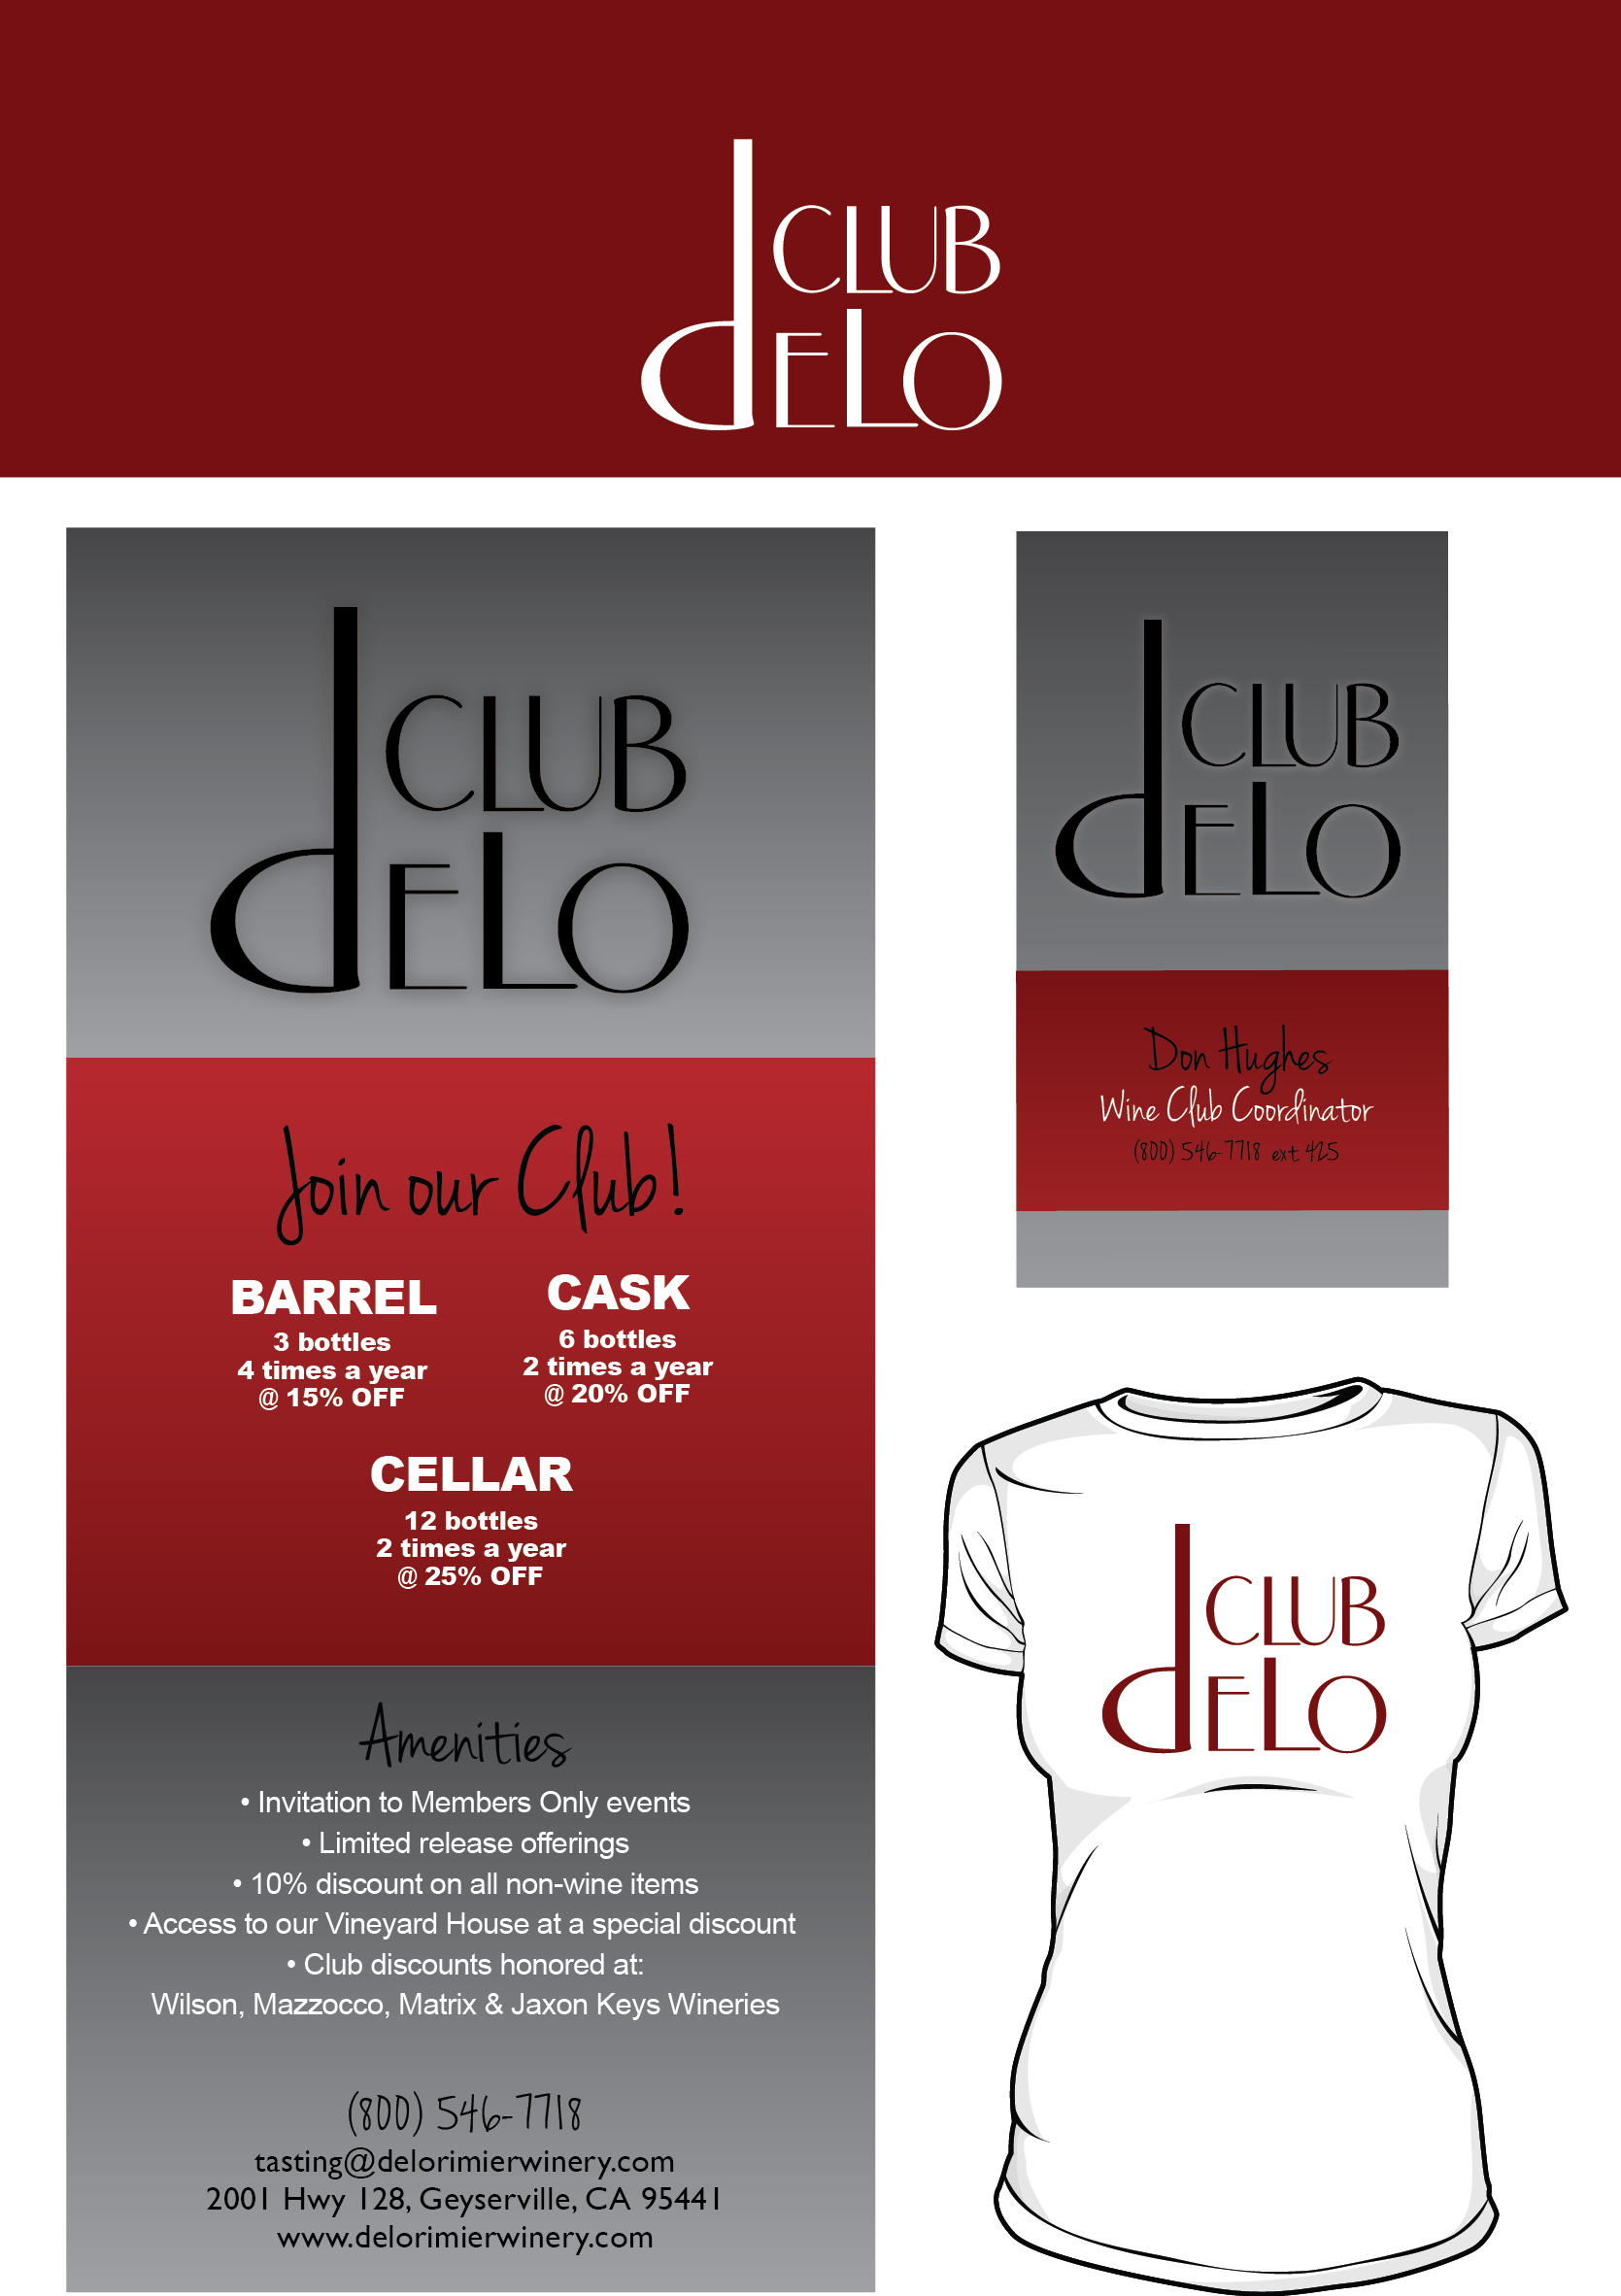 CLUB
deLO
CLUB
deLO
Join our Club!
BARREL
3 bottles
4 times a year
@ 15% OFF
CASK
6 bottles
2 times a year
@ 20% OFF
CELLAR
12 bottles
2 times a year
@ 25% OFF
Amenities
• Invitation to Members Only events
• Limited release offerings
• 10% discount on all non-wine items
• Access to our Vineyard House at a special discount
• Club discounts honored at:
Wilson, Mazzocco, Matrix & Jaxon Keys Wineries
(800) 546-7718
tasting@delorimierwinery.com
2001 Hwy 128, Geyserville, CA 95441
www.delorimierwinery.com
CLUB
deLO
Don Hughes
Wine Club Coordinator
(800) 546-7718 ext 425
CLUB
deLO